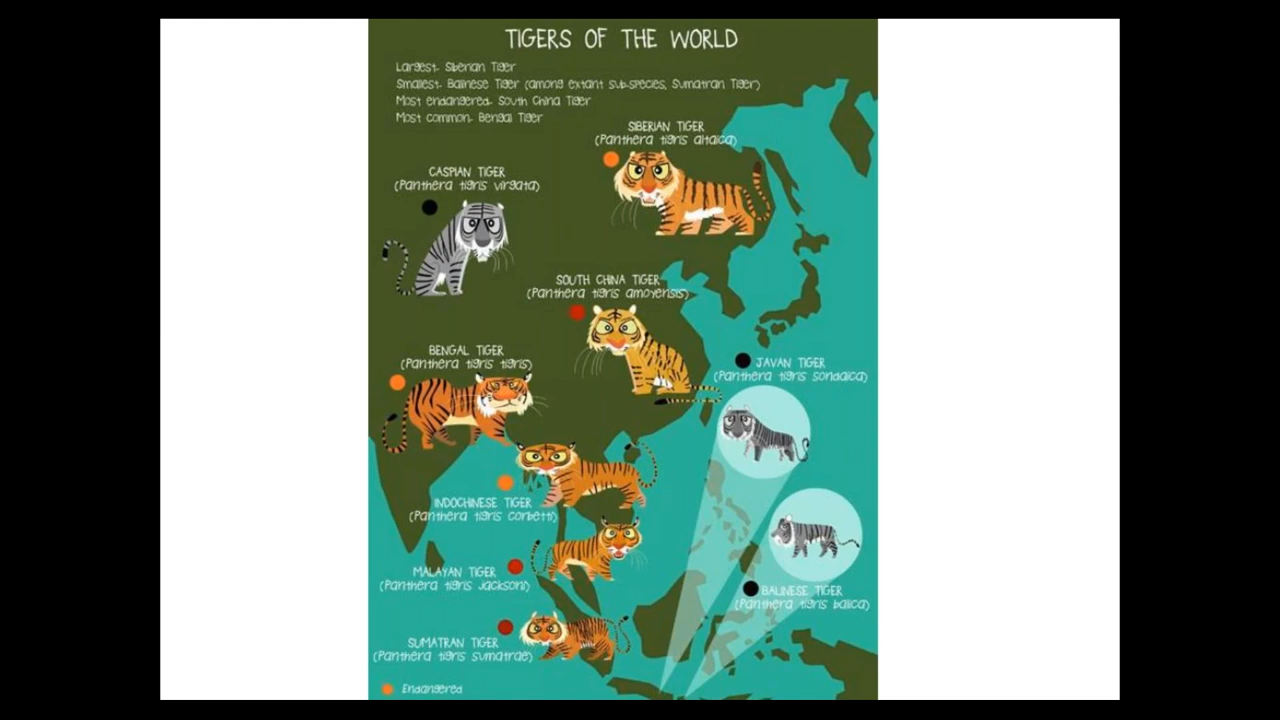 TIGERS OF THE WORLD
Largest- Siberian Tiger
Smallest- Balinese Tiger (among extant sub-species, Sumatran Tiger)
Most endangered- South China Tiger
Most common- Bengal Tiger
SIBERIAN TIGER
(Panthera tigris altaica)
CASPIAN TIGER
(Panthera tigris virgata)
SOUTH CHINA TIGER
(Panthera tigris amoyensis)
BENGAL TIGER
(Panthera tigris tigris)
JAVAN TIGER
(Panthera tigris sondaica)
INDOCHINESE TIGER
(Panthera tigris corbetti)
MALAYAN TIGER
(Panthera tigris jacksoni)
BALINESE TIGER
(Panthera tigris balica)
SUMATRAN TIGER
(Panthera tigris sumatrae)
Endangered